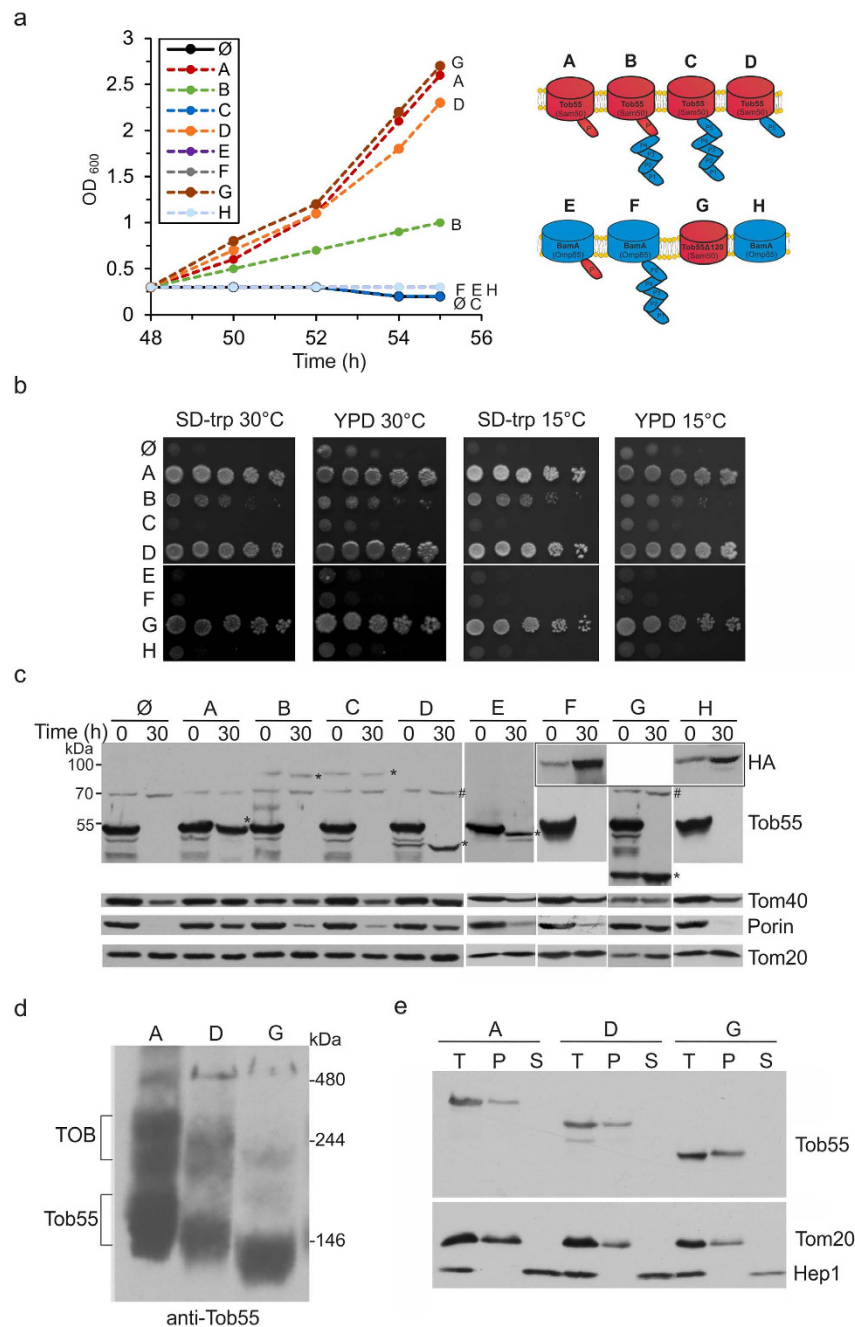 a
3
2.5
2
1.5
1
0.5
0
OD 600
48 50 52 54 56
Time (h)
Ø
A
B
C
D
E
F
G
H
G
A
D
B
F E H
Ø C
A B C D
Tob55 Tob55 Tob55 Tob55
(Sam50) (Sam50) (Sam50) (Sam50)
E F G H
BamA BamA Tob55Δ120 BamA
(Omp85) (Omp85) (Sam50) (Omp85)
b
SD-trp 30°C YPD 30°C SD-trp 15°C YPD 15°C
Ø
A
B
C
D
E
F
G
H
c
Ø A B C D E F G H
Time (h) 0 30 0 30 0 30 0 30 0 30 0 30 0 30 0 30 0 30
kDa
100
70
55
* * * # * * # *
HA
Tob55
Tom40
Porin
Tom20
d
A D G kDa
-480
TOB
-244
Tob55
-146
anti-Tob55
e
A D G
T P S T P S T P S
Tob55
Tom20
Hep1